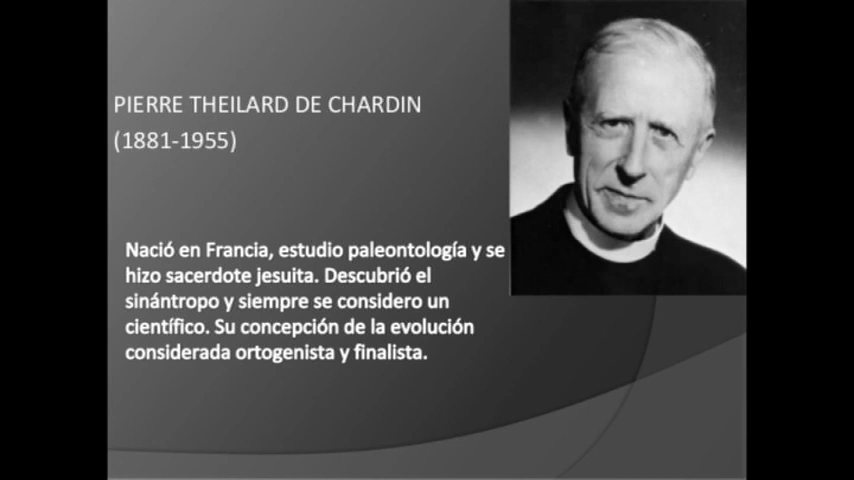 PIERRE THEILARD DE CHARDIN
(1881-1955)
Nació en Francia, estudio paleontología y se
hizo sacerdote jesuita. Descubrió el
sinántropo y siempre se considero un
científico. Su concepción de la evolución
considerada ortogenista y finalista.